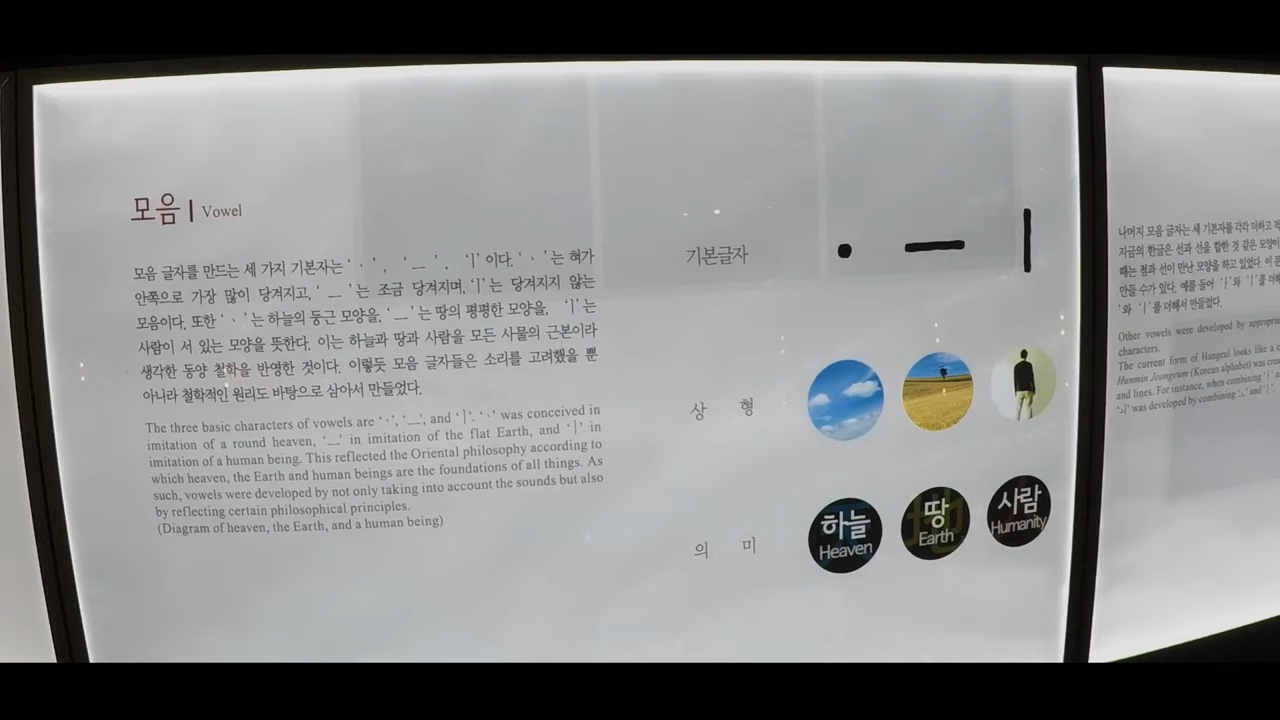 모음 | Vowel
모음 글자를 만드는 세 가지 기본자는 ‘ㆍ’, ‘ㅡ’, ‘ㅣ’이다. ‘ㆍ’는 혀가
안쪽으로 가장 많이 당겨지고, ‘ㅡ’는 조금 당겨지며, ‘ㅣ’는 당겨지지 않는
모음이다. 또한 ‘ㆍ’는 하늘의 둥근 모양을, ‘ㅡ’는 땅의 평평한 모양을, ‘ㅣ’는
사람이 서 있는 모양을 뜻한다. 이는 하늘과 땅과 사람을 모든 사물의 근본이라
생각한 동양 철학을 반영한 것이다. 이렇듯 모음 글자들은 소리를 고려했을 뿐
아니라 철학적인 원리도 바탕으로 삼아서 만들었다.
The three basic characters of vowels are ‘ㆍ’, ‘ㅡ’, and ‘ㅣ’. ‘ㆍ’ was conceived in
imitation of a round heaven, ‘ㅡ’ in imitation of the flat Earth, and ‘ㅣ’ in
imitation of a human being. This reflected the Oriental philosophy according to
which heaven, the Earth and human beings are the foundations of all things. As
such, vowels were developed by not only taking into account the sounds but also
by reflecting certain philosophical principles.
(Diagram of heaven, the Earth, and a human being)
기본글자 ㆍ ㅡ ㅣ
상 형
의 미
하늘
Heaven
땅
Earth
사람
Humanity
나머지 모음 글자는 세 기본자를 각각 더하고
지금의 한글은 선과 선을 합한 것 같은 모양이
때는 점과 선이 만난 모양을 하고 있었다. 이
만들 수가 있다. 예를 들어 ‘ㅏ’와 ‘ㅣ’를
‘와 ‘ㅣ’를 더해서 만들었다.
Other vowels were developed by
characters.
The current form of Hangeul looks like a
Hunmin Jeongeum (Korean alphabet) was
and lines. For instance, when combining
was developed by combining